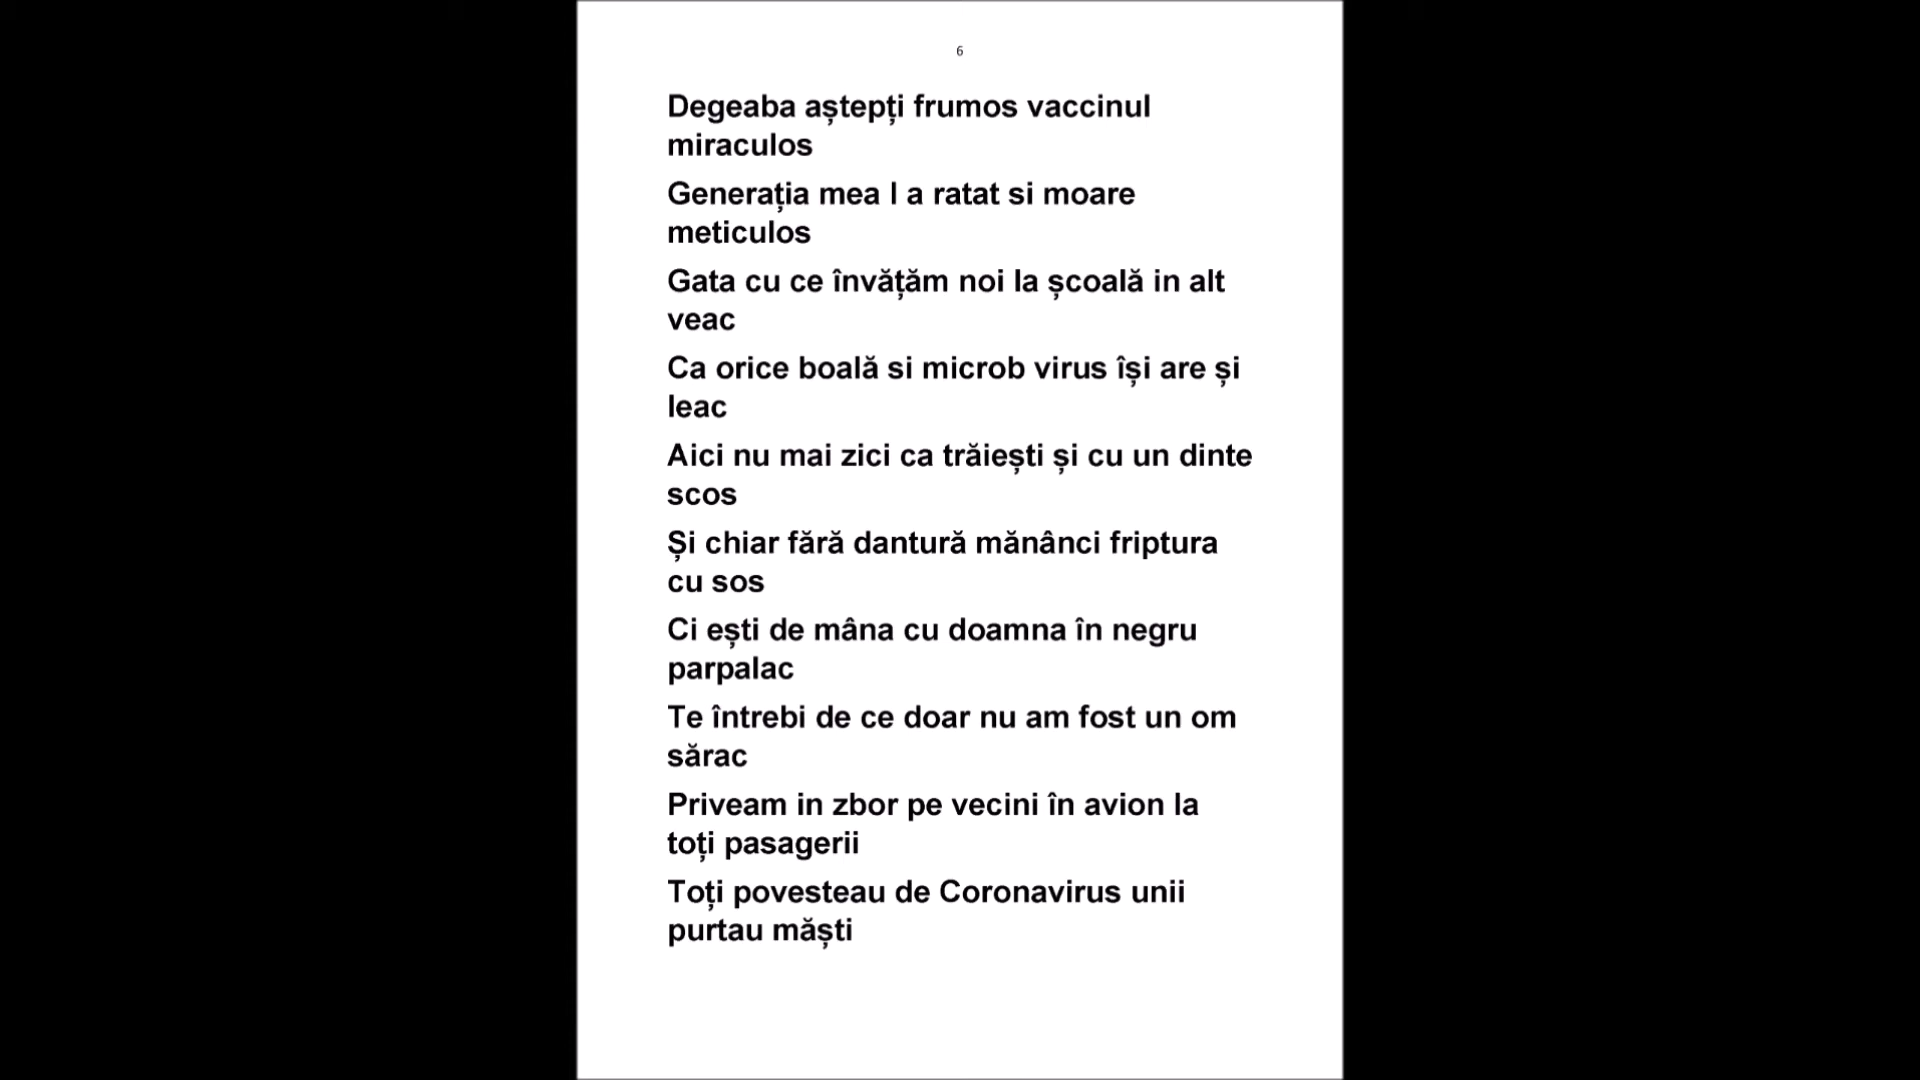 6
Degeaba aștepți frumos vaccinul
miraculos
Generația mea l a ratat si moare
meticulos
Gata cu ce învățăm noi la școală in alt
veac
Ca orice boală si microb virus își are și
leac
Aici nu mai zici ca trăiești și cu un dinte
scos
Și chiar fără dantură mănânci friptura
cu sos
Ci ești de mâna cu doamna în negru
parpalac
Te întrebi de ce doar nu am fost un om
sărac
Priveam in zbor pe vecini în avion la
toți pasagerii
Toți povesteau de Coronavirus unii
purtau măști